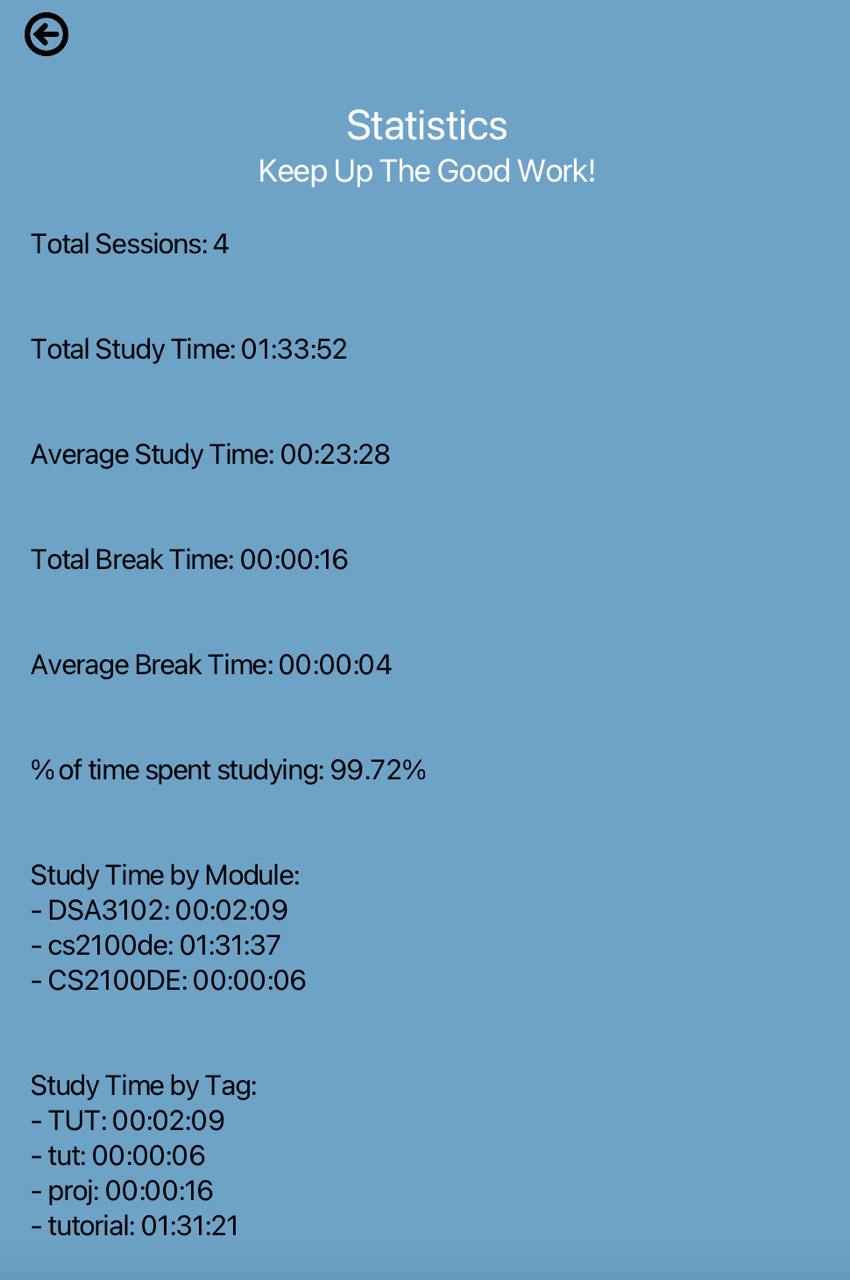 Statistics
Keep Up The Good Work!
Total Sessions: 4
Total Study Time: 01:33:52
Average Study Time: 00:23:28
Total Break Time: 00:00:16
Average Break Time: 00:00:04
% of time spent studying: 99.72%
Study Time by Module:
- DSA3102: 00:02:09
- cs2100de: 01:31:37
- CS2100DE: 00:00:06
Study Time by Tag:
- TUT: 00:02:09
- tut: 00:00:06
- proj: 00:00:16
- tutorial: 01:31:21